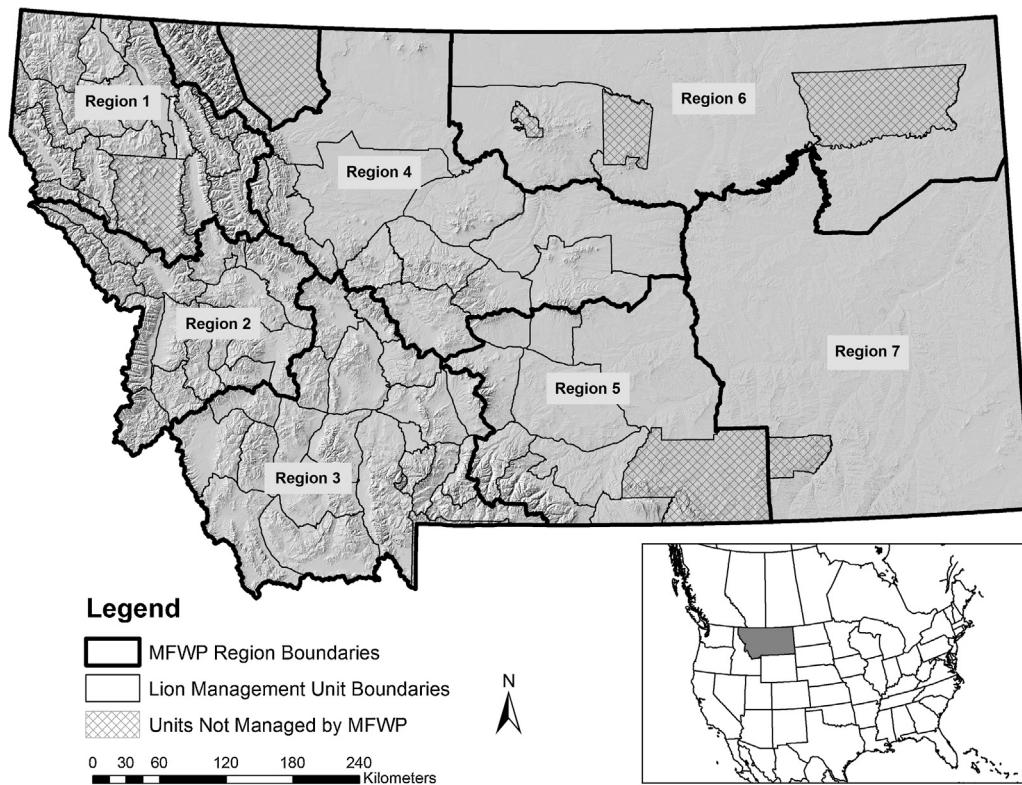 Region 1
Region 6
Region 4
Region 2
Region 7
Region 5
Region 3
Legend
MFWP Region Boundaries
Lion Management Unit Boundaries
Units Not Managed by MFWP
N
0 30 60 120 180 240
Kilometers